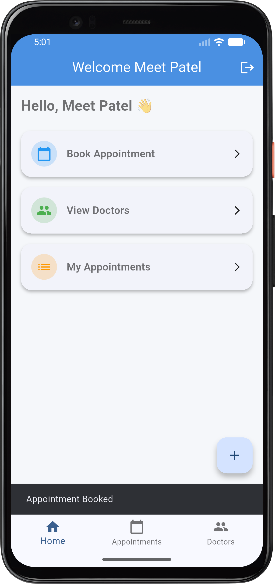 5:01
Welcome Meet Patel
Hello, Meet Patel 👋
Book Appointment
View Doctors
My Appointments
+
Appointment Booked
Home
Appointments
Doctors